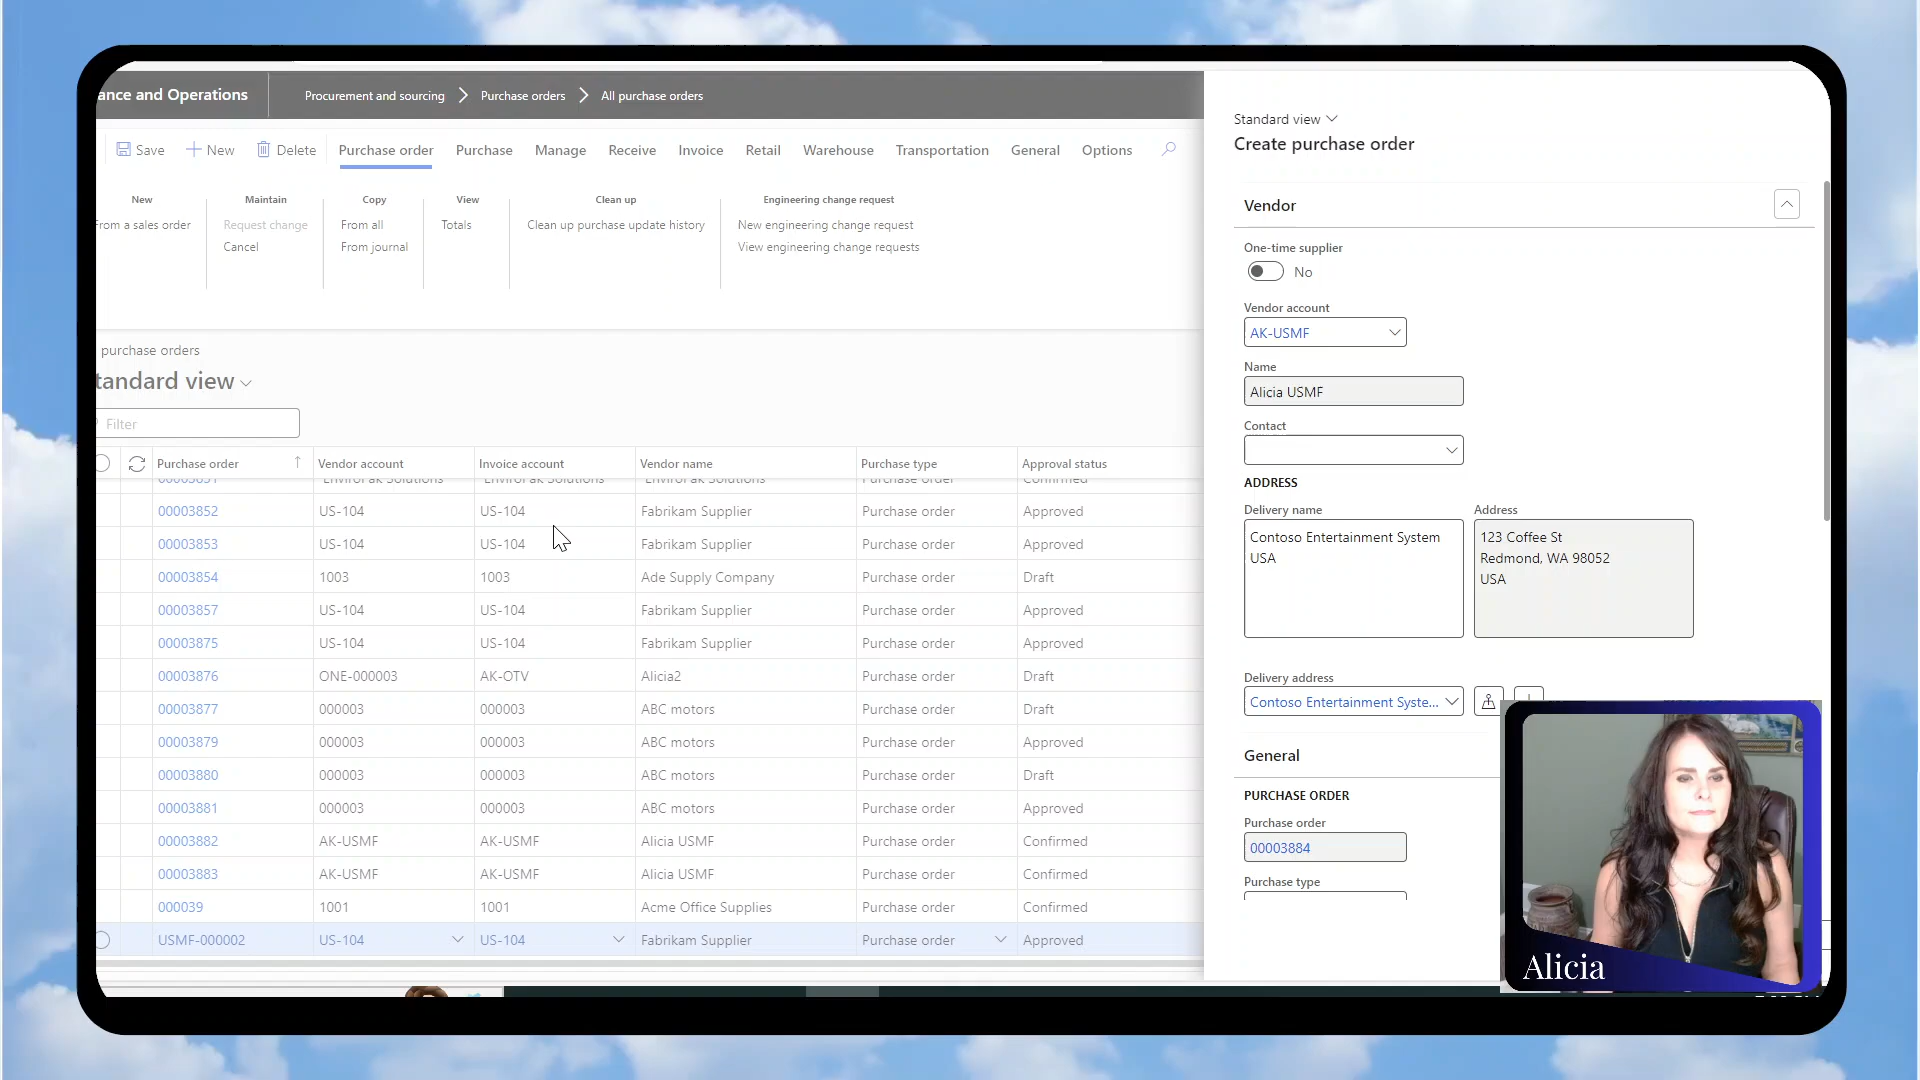 ance and Operations
Procurement and sourcing
Purchase orders
All purchase orders
Save
New
Delete
Purchase order
Purchase
Manage
Receive
Invoice
Retail
Warehouse
Transportation
General
Options
New
From a sales order
Maintain
Request change
Cancel
Copy
From all
From journal
View
Totals
Clean up
Clean up purchase update history
Engineering change request
New engineering change request
View engineering change requests
purchase orders
tandard view
Filter
Purchase order Vendor account Invoice account Vendor name Purchase type Approval status
00003851 EnviroPak Solutions EnviroPak Solutions EnviroPak Solutions Purchase order Confirmed
00003852 US-104 US-104 Fabrikam Supplier Purchase order Approved
00003853 US-104 US-104 Fabrikam Supplier Purchase order Approved
00003854 1003 1003 Ade Supply Company Purchase order Draft
00003857 US-104 US-104 Fabrikam Supplier Purchase order Approved
00003875 US-104 US-104 Fabrikam Supplier Purchase order Approved
00003876 ONE-000003 AK-OTV Alicia2 Purchase order Draft
00003877 000003 000003 ABC motors Purchase order Draft
00003879 000003 000003 ABC motors Purchase order Approved
00003880 000003 000003 ABC motors Purchase order Draft
00003881 000003 000003 ABC motors Purchase order Approved
00003882 AK-USMF AK-USMF Alicia USMF Purchase order Confirmed
00003883 AK-USMF AK-USMF Alicia USMF Purchase order Confirmed
000039 1001 1001 Acme Office Supplies Purchase order Confirmed
USMF-000002 US-104 US-104 Fabrikam Supplier Purchase order Approved
Standard view
Create purchase order
Vendor
One-time supplier
No
Vendor account
AK-USMF
Name
Alicia USMF
Contact
ADDRESS
Delivery name
Contoso Entertainment System
USA
Address
123 Coffee St
Redmond, WA 98052
USA
Delivery address
Contoso Entertainment Syste...
General
PURCHASE ORDER
Purchase order
00003884
Purchase type
Alicia